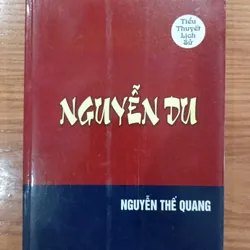 Tiểu
Thuyết
Lịch
Sử
NGUYỄN DU
NGUYỄN THẾ QUANG